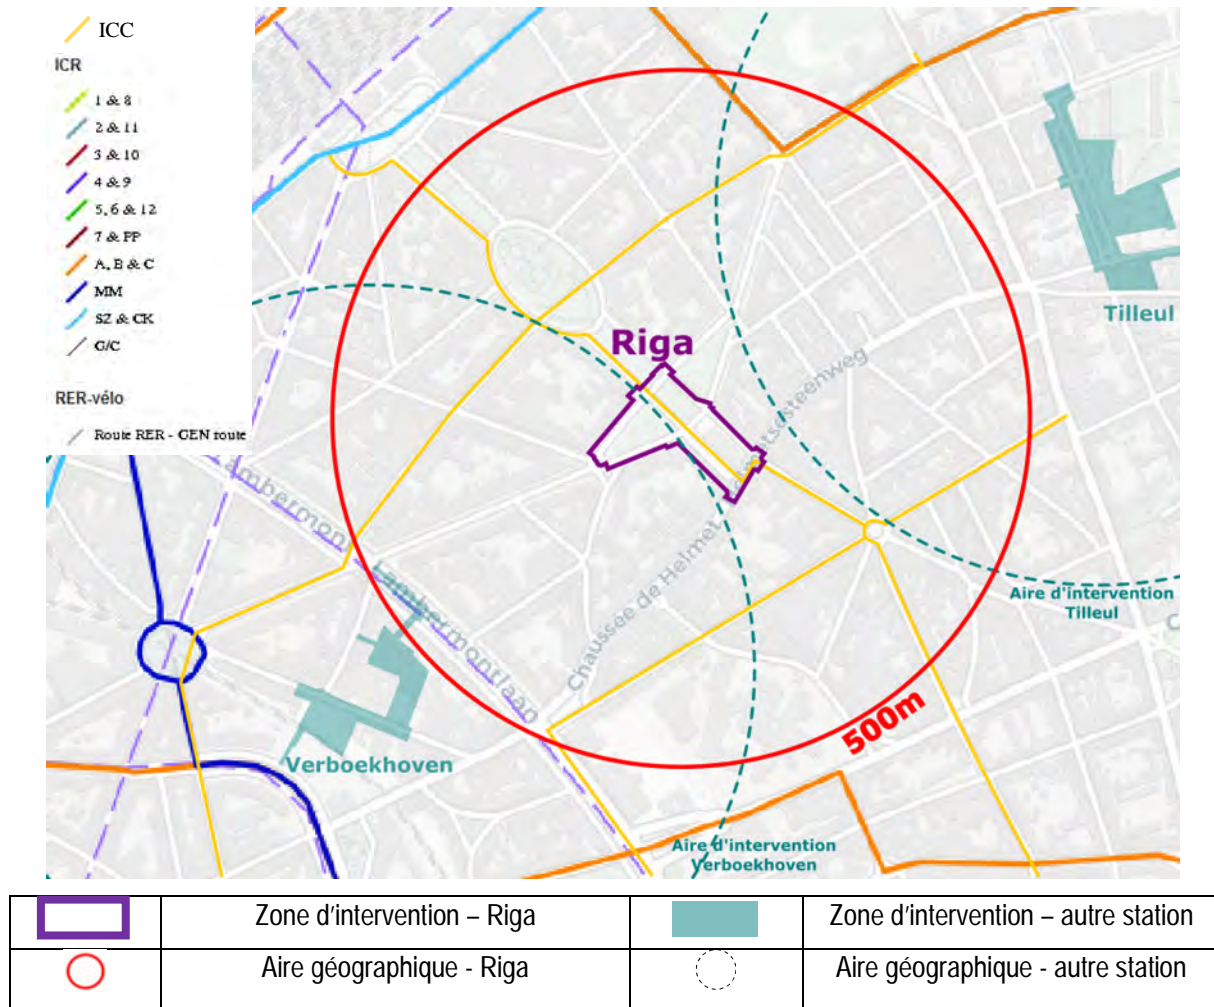 ICC
ICR
1 & 8
2 & 11
3 & 10
4 & 9
5, 6 & 12
7 & PP
A, B & C
MM
SZ & CK
G/C
RER-vélo
Route RER - GEN route
Riga
Tilleul
Lambermont
Lambermontlaan
Chaussée de Helmet
Aire d'intervention
Tilleul
500m
Verboekhoven
Aire d'intervention
Verboekhoven
Zone d'intervention – Riga
Zone d'intervention – autre station
Aire géographique - Riga
Aire géographique - autre station